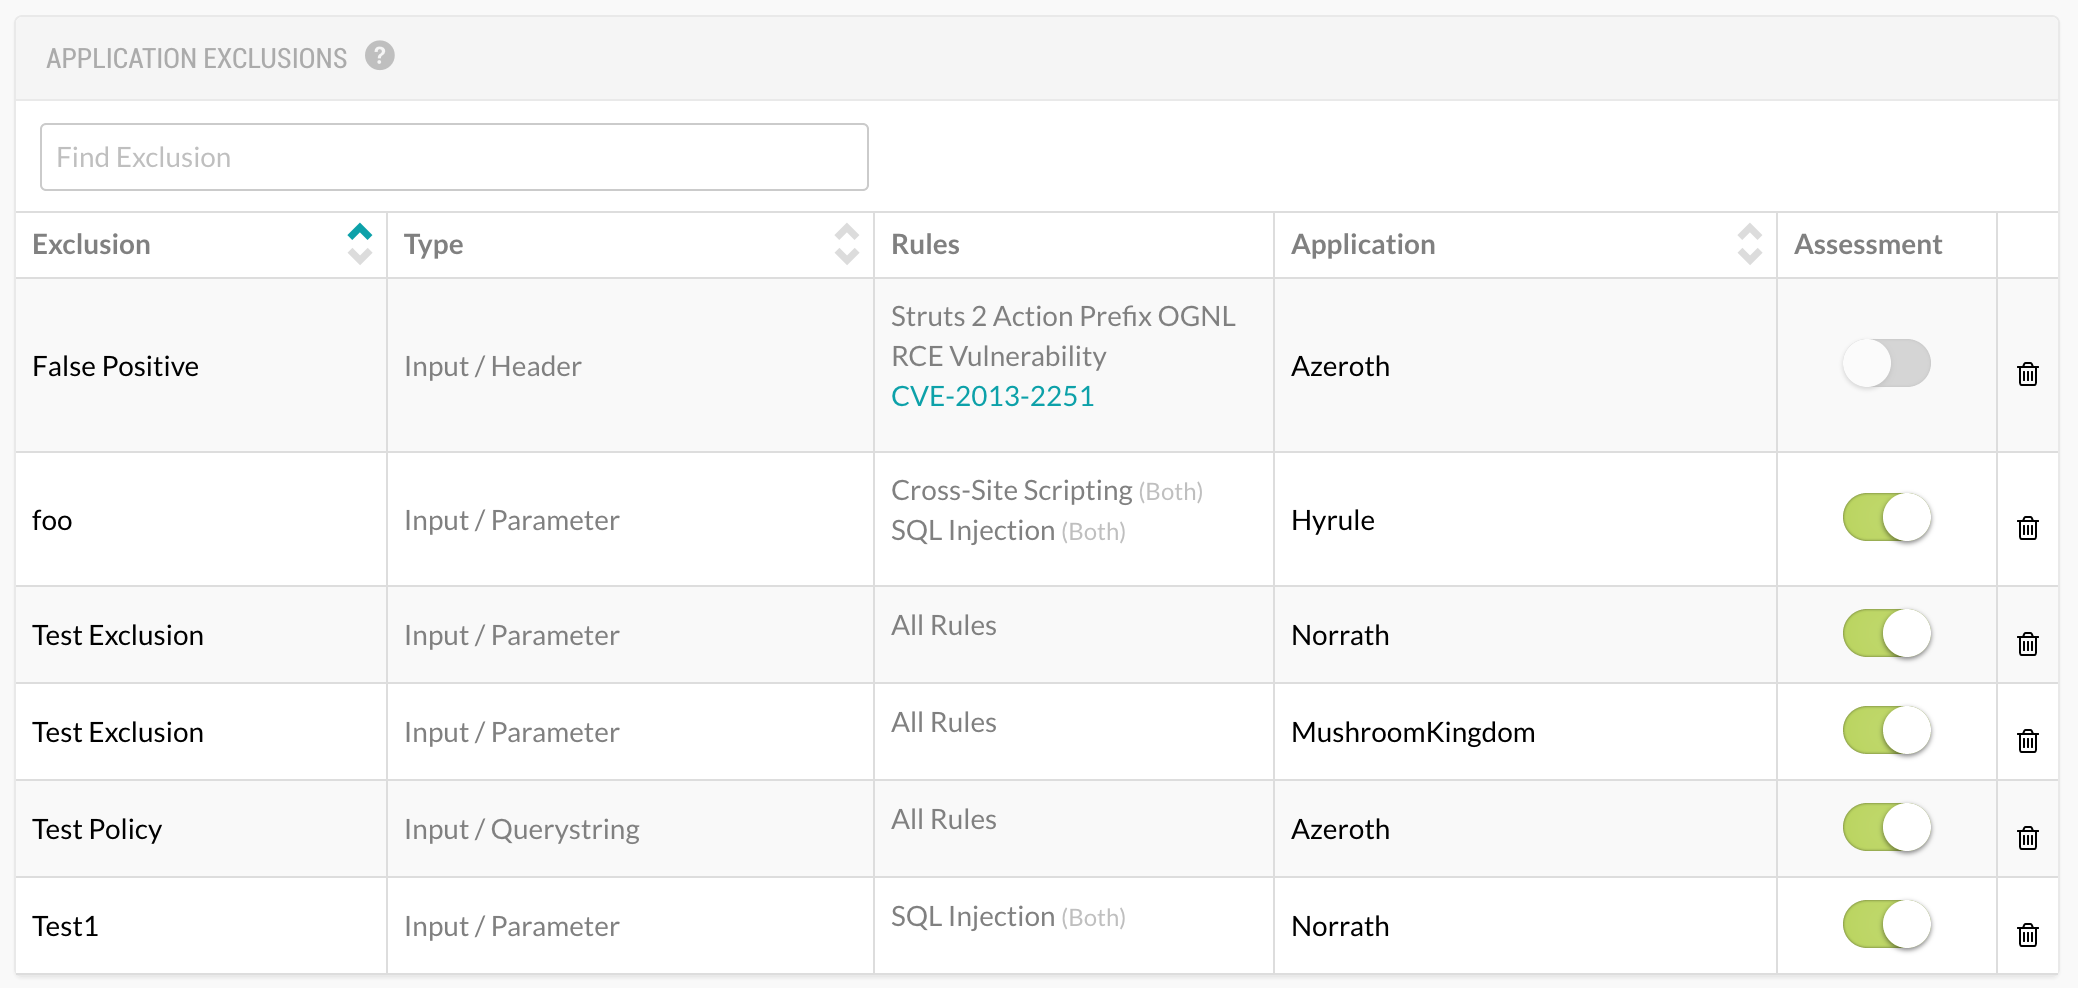 APPLICATION EXCLUSIONS ?
Find Exclusion
Exclusion Type Rules Application Assessment
False Positive Input / Header Struts 2 Action Prefix OGNL
RCE Vulnerability
CVE-2013-2251 Azeroth
foo Input / Parameter Cross-Site Scripting (Both)
SQL Injection (Both) Hyrule
Test Exclusion Input / Parameter All Rules Norrath
Test Exclusion Input / Parameter All Rules MushroomKingdom
Test Policy Input / Querystring All Rules Azeroth
Test1 Input / Parameter SQL Injection (Both) Norrath